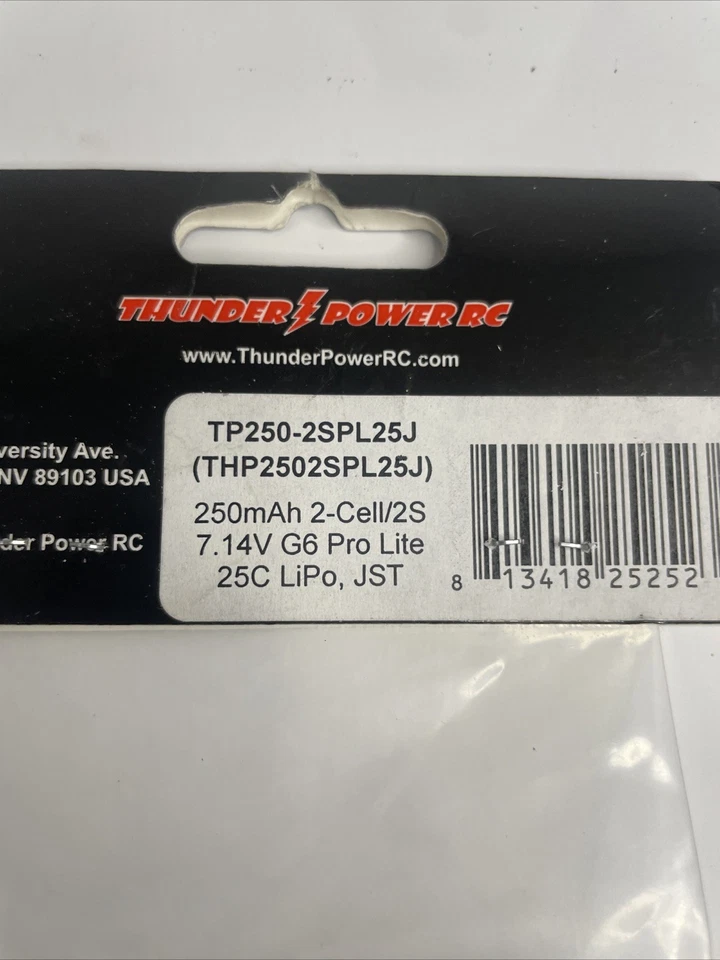 THUNDER POWER RC
www.ThunderPowerRC.com
versity Ave.
NV 89103 USA
der Power RC
TP250-2SPL25J
(THP2502SPL25J)
250mAh 2-Cell/2S
7.14V G6 Pro Lite
25C LiPo, JST
8 13418 25252